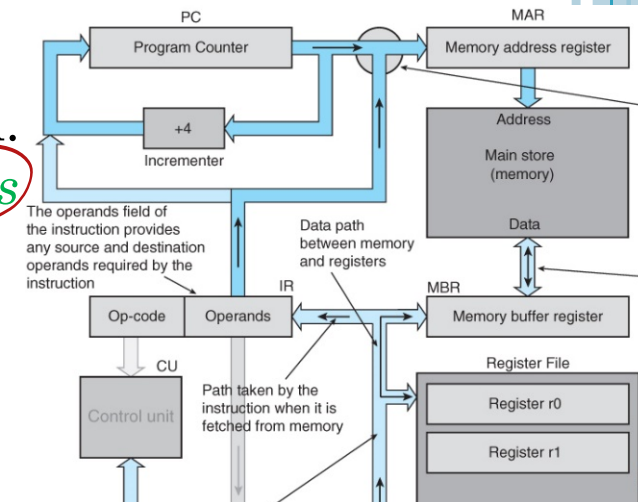 PC
MAR
Program Counter
Memory address register
+4
Incrementer
Address
Main store
(memory)
Data
s
The operands field of
the instruction provides
any source and destination
operands required by the
instruction
Data path
between memory
and registers
IR
MBR
Op-code
Operands
Memory buffer register
CU
Control unit
Path taken by the
instruction when it is
fetched from memory
Register File
Register r0
Register r1